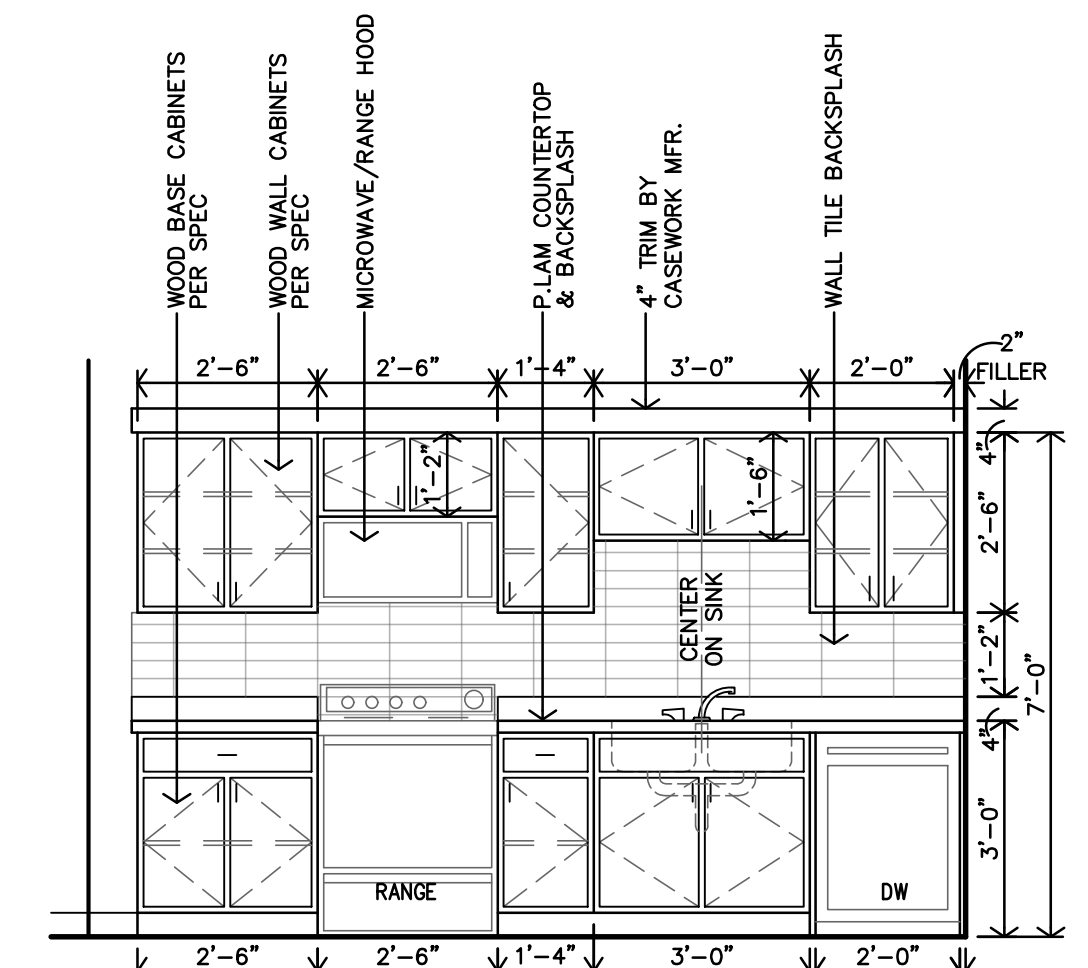 WOOD BASE CABINETS
PER SPEC
WOOD WALL CABINETS
PER SPEC
MICROWAVE/RANGE HOOD
P.LAM COUNTERTOP
& BACKSPLASH
4" TRIM BY
CASEWORK MFR.
WALL TILE BACKSPLASH
2'-6" 2'-6" 1'-4" 3'-0" 2'-0" 2"
FILLER
4"
1'-2"
1'-6"
2'-6"
CENTER
ON SINK
1'-2"
7'-0"
4"
3'-0"
RANGE
DW
2'-6" 2'-6" 1'-4" 3'-0" 2'-0"